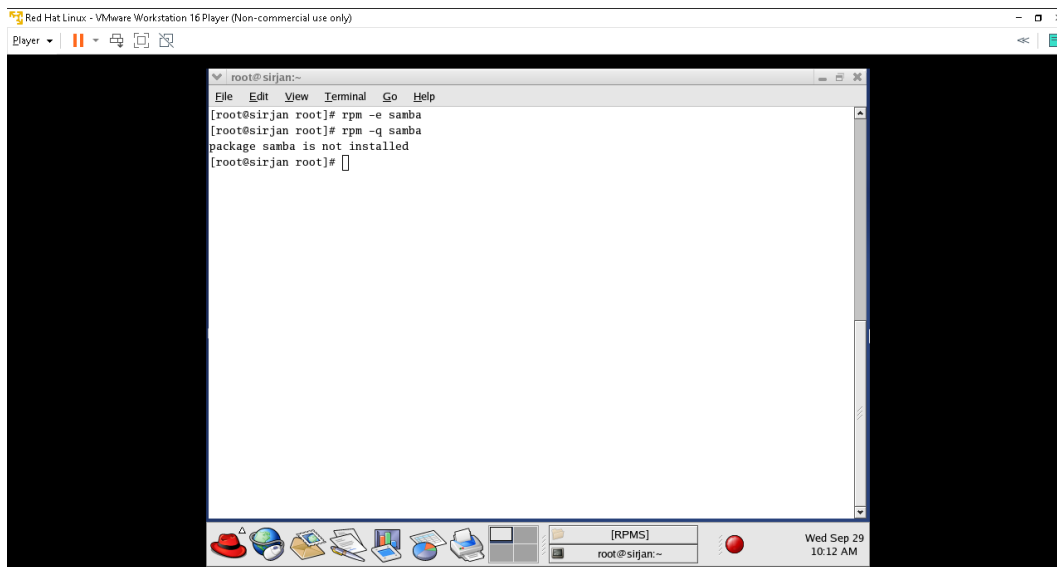 Red Hat Linux - VMware Workstation 16 Player (Non-commercial use only)
Player
root@sirjan:~
File Edit View Terminal Go Help
[root@sirjan root]# rpm -e samba
[root@sirjan root]# rpm -q samba
package samba is not installed
[root@sirjan root]#
[RPMS]
root@sirjan:~
Wed Sep 29
10:12 AM